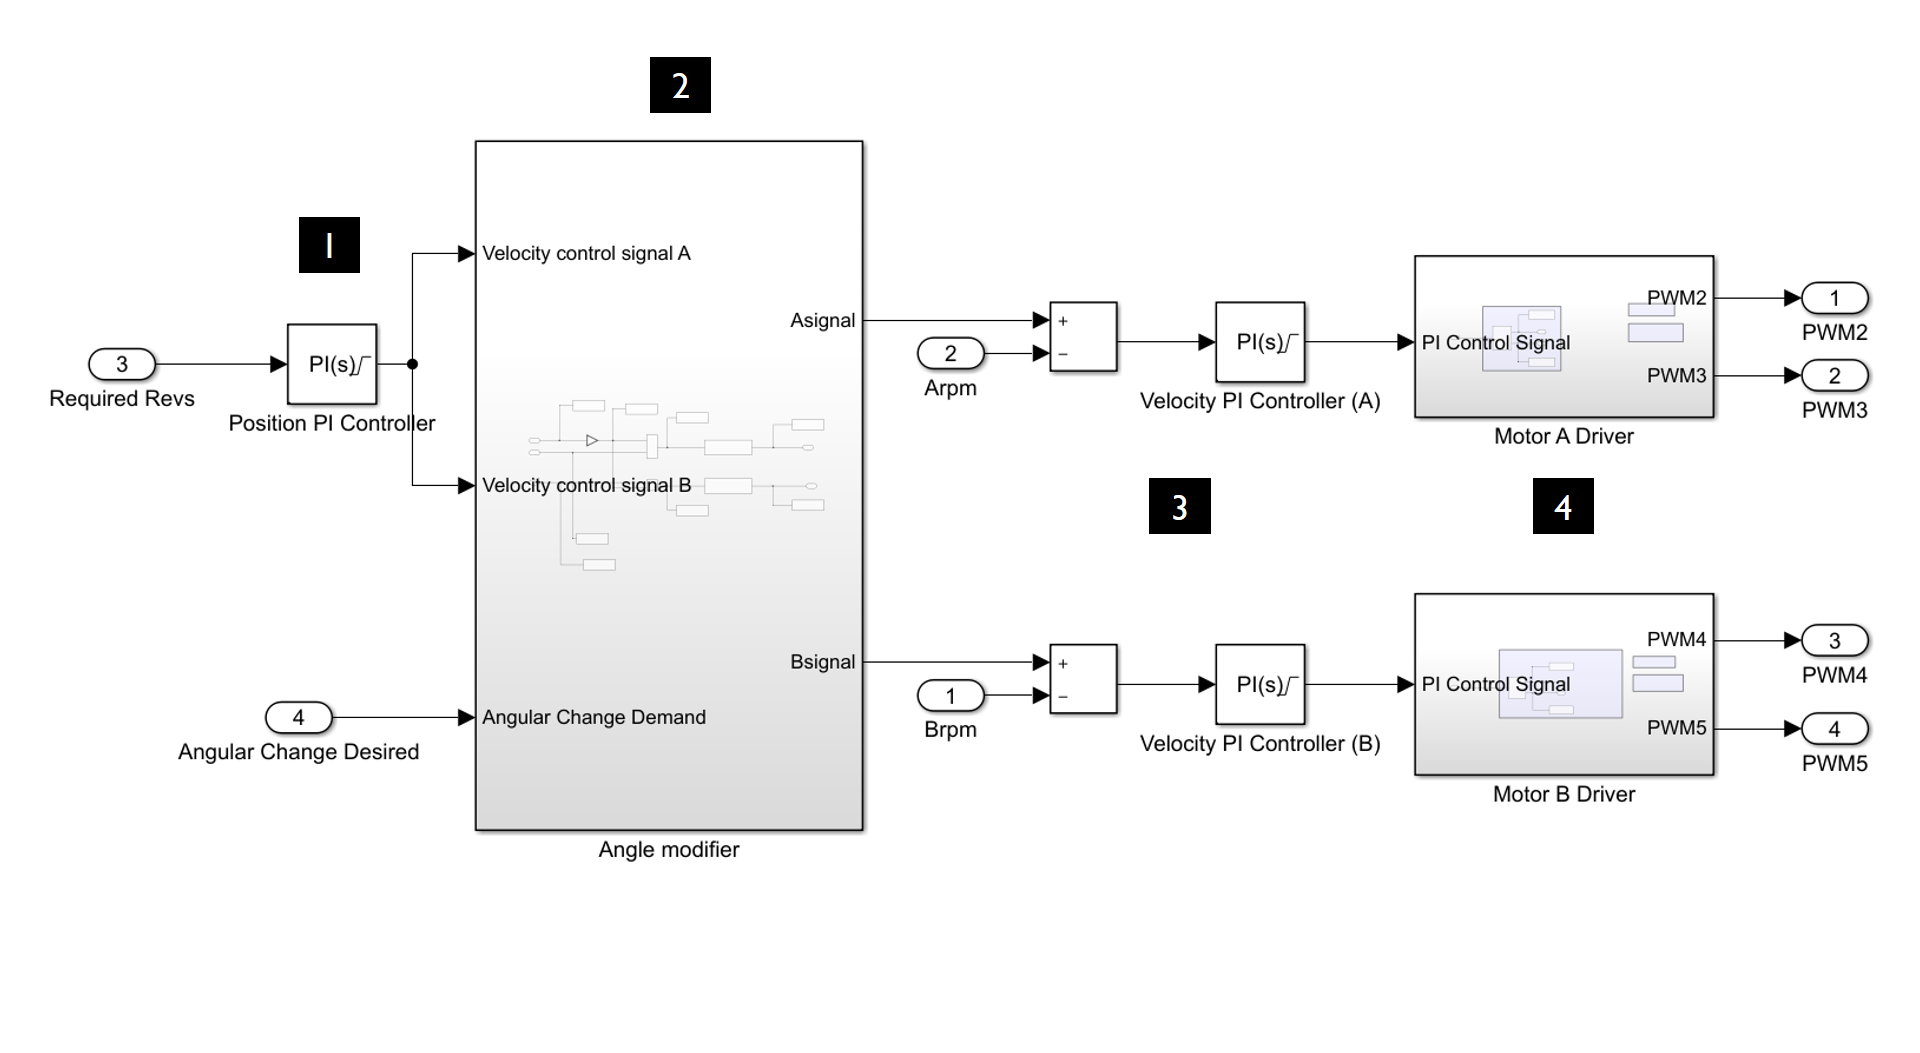 2
1
Velocity control signal A
3
Required Revs
PI(s)
Position PI Controller
Velocity control signal B
4
Angular Change Desired
Angular Change Demand
Asignal
Bsignal
Angle modifier
+
−
2
Arpm
PI(s)
Velocity PI Controller (A)
PI Control Signal
PWM2
PWM3
Motor A Driver
1
PWM2
2
PWM3
3
4
+
−
1
Brpm
PI(s)
Velocity PI Controller (B)
PI Control Signal
PWM4
PWM5
Motor B Driver
3
PWM4
4
PWM5